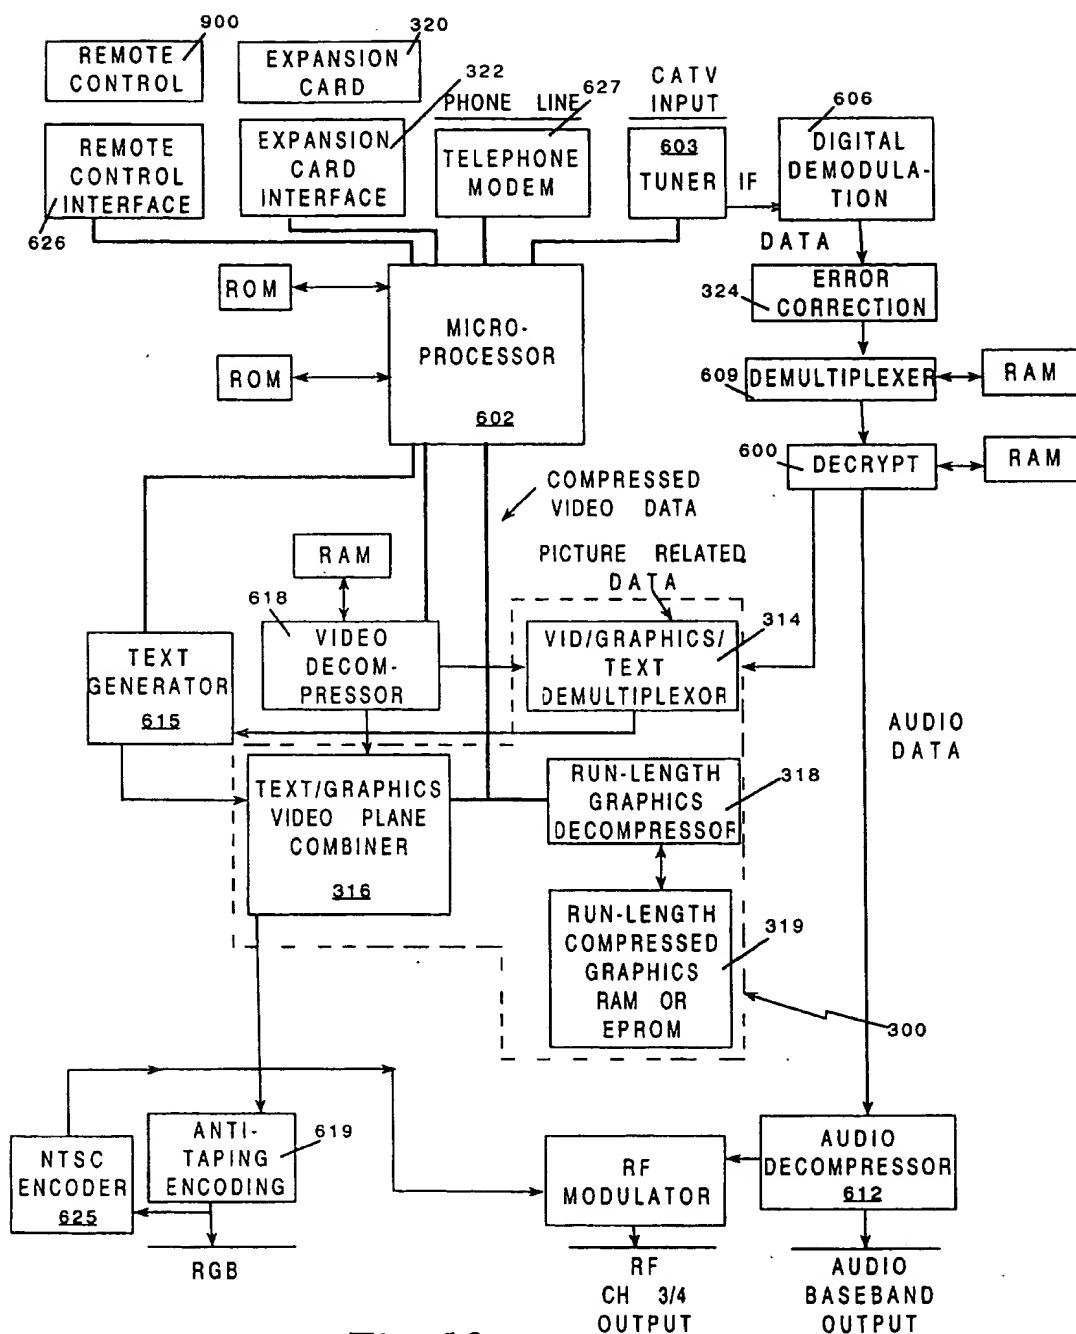 900
REMOTE
CONTROL
320
EXPANSION
CARD
322
PHONE LINE
627
CATV
INPUT
606
REMOTE
CONTROL
INTERFACE
626
EXPANSION
CARD
INTERFACE
TELEPHONE
MODEM
603
TUNER
IF
DIGITAL
DEMODULA-
TION
DATA
ROM
MICRO-
PROCESSOR
602
324
ERROR
CORRECTION
ROM
609
DEMULTIPLEXER
RAM
600
DECRYPT
RAM
COMPRESSED
VIDEO DATA
RAM
PICTURE RELATED
DATA
618
VIDEO
DECOM-
PRESSOR
314
VID/GRAPHICS/
TEXT
DEMULTIPLEXOR
TEXT
GENERATOR
615
AUDIO
DATA
TEXT/GRAPHICS
VIDEO PLANE
COMBINER
316
RUN-LENGTH
GRAPHICS
DECOMPRESSOR
318
RUN-LENGTH
COMPRESSED
GRAPHICS
RAM OR
EPROM
319
300
NTSC
ENCODER
625
ANTI-
TAPING
ENCODING
619
RF
MODULATOR
AUDIO
DECOMPRESSOR
612
RGB
RF
CH 3/4
OUTPUT
AUDIO
BASEBAND
OUTPUT